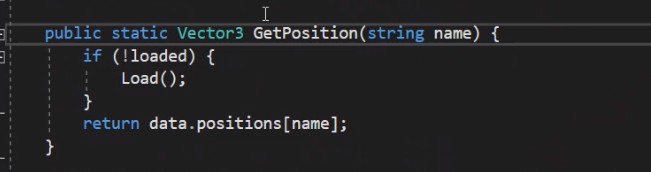 public static Vector3 GetPosition(string name) {
if (!loaded) {
Load();
}
return data.positions[name];
}